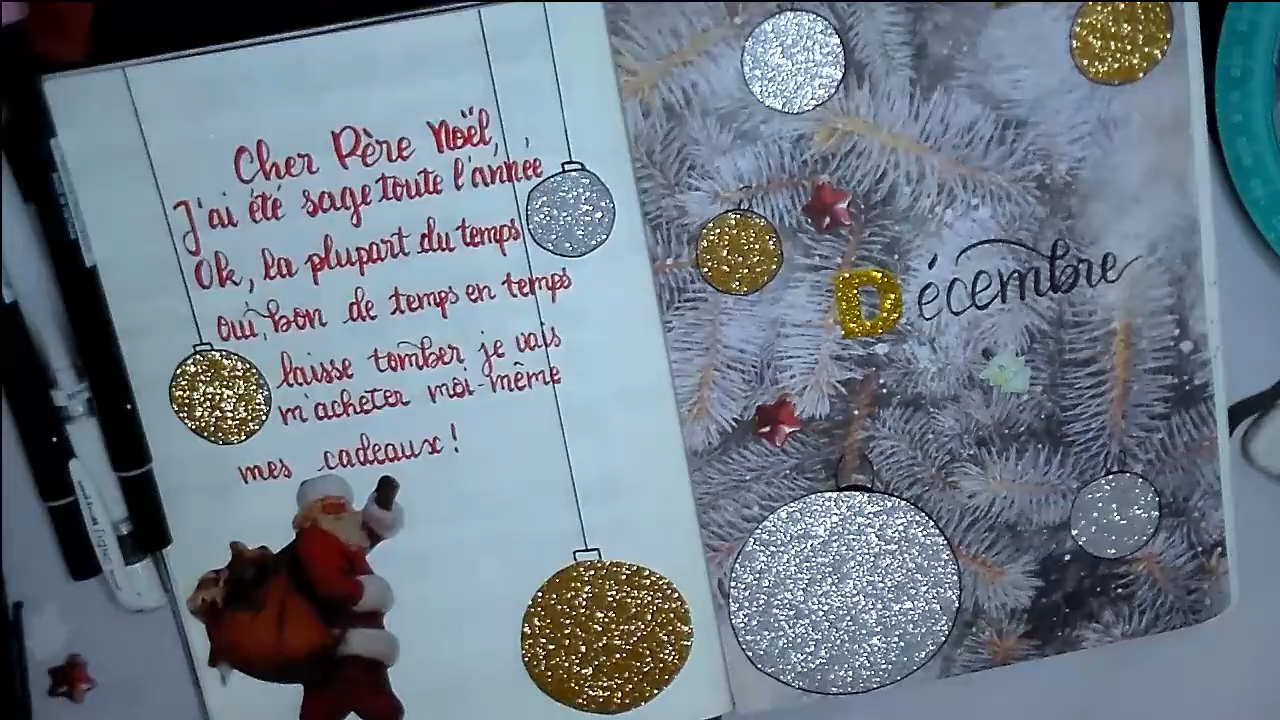 Cher Père Noël,
J'ai été sage toute l'année
Ok, la plupart du temps
oui, bon de temps en temps
laisse tomber je vais
m'acheter moi-même
mes cadeaux!
Décembre